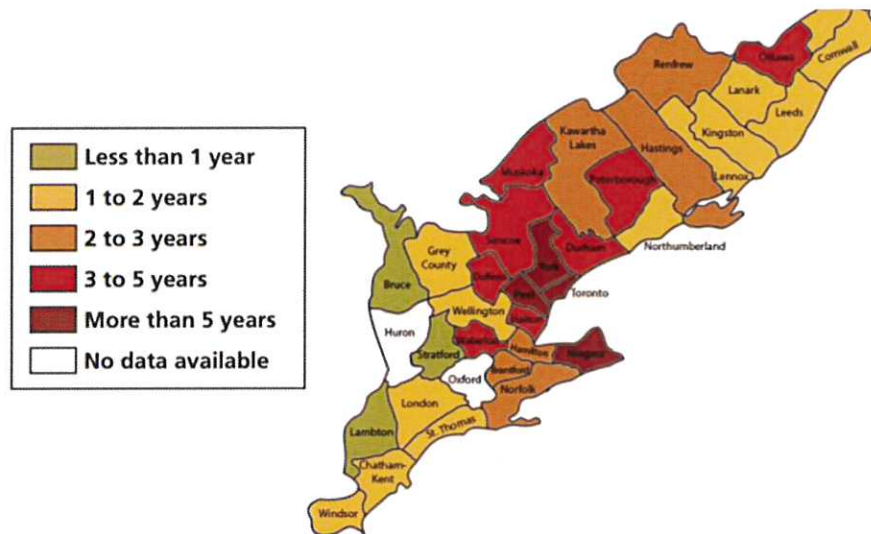 Less than 1 year
1 to 2 years
2 to 3 years
3 to 5 years
More than 5 years
No data available
Renfrew
Ottawa
Cornwall
Lanark
Leeds
Kingston
Kawartha
Lakes
Hastings
Lennox
Muskoka
Peterborough
Simcoe
Durham
Northumberland
Grey
County
York
Dufferin
Bruce
Peel
Toronto
Wellington
Halton
Huron
Waterloo
Hamilton
Niagara
Stratford
Brantford
Oxford
Norfolk
London
St. Thomas
Lambton
Chatham-
Kent
Windsor